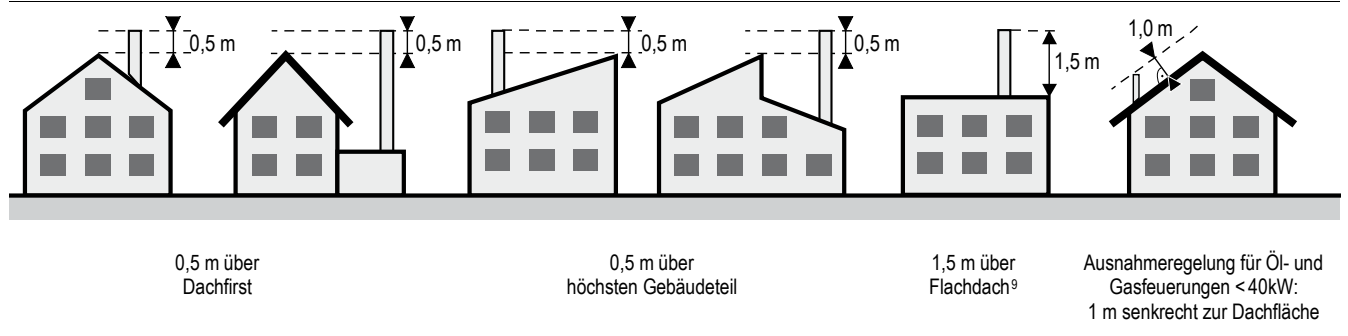 0,5 m
0,5 m
0,5 m
0,5 m
1,5 m
1,0 m
0,5 m über
Dachfirst
0,5 m über
höchsten Gebäudeteil
1,5 m über
Flachdach⁹
Ausnahmeregelung für Öl- und
Gasfeuerungen <40kW:
1 m senkrecht zur Dachfläche